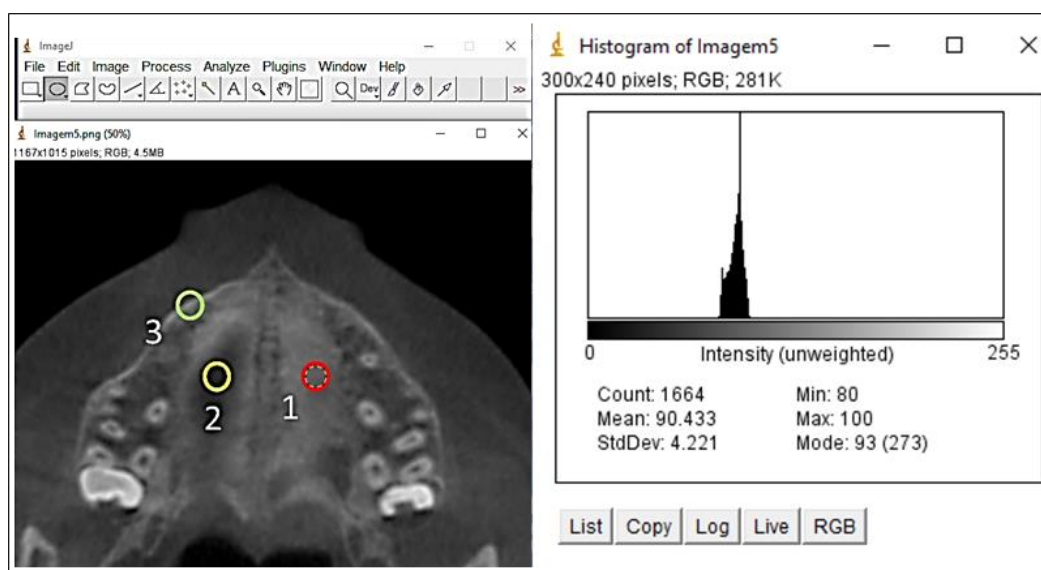 ImageJ
File Edit Image Process Analyze Plugins Window Help
A Dev
Imagem5.png (50%)
1167x1015 pixels; RGB; 4.5MB
3
2
1
Histogram of Imagem5
300x240 pixels; RGB; 281K
0 Intensity (unweighted) 255
Count: 1664 Min: 80
Mean: 90.433 Max: 100
StdDev: 4.221 Mode: 93 (273)
List Copy Log Live RGB